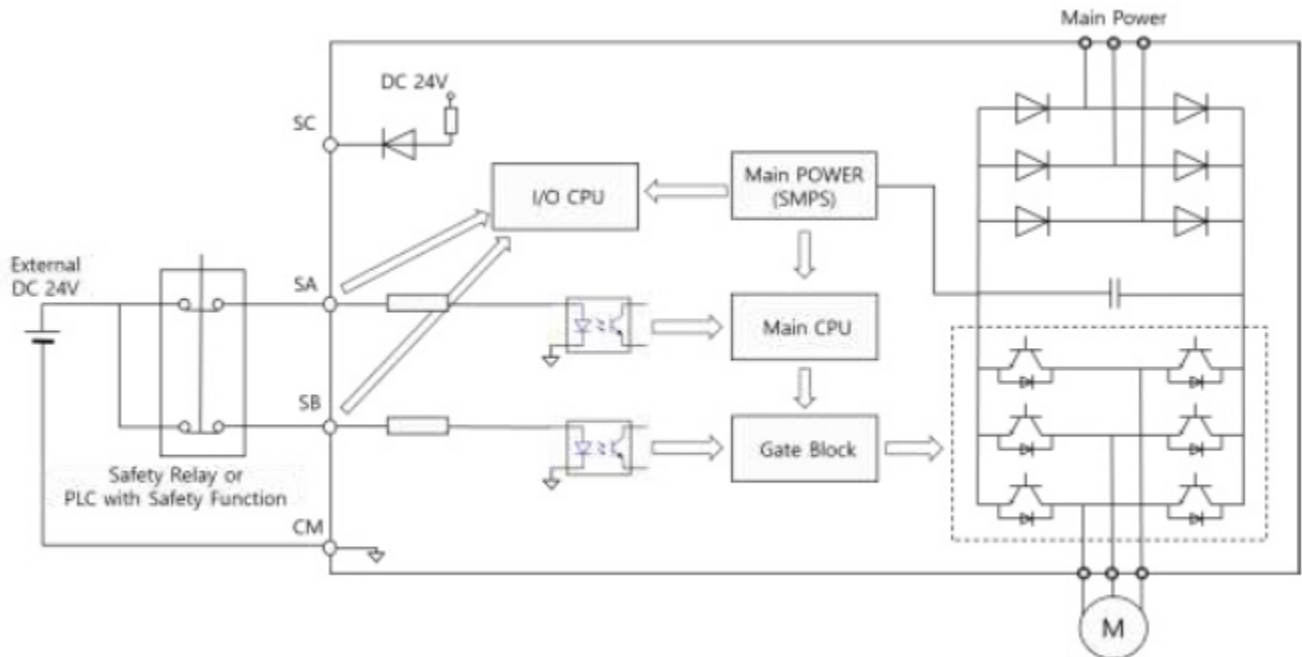 Main Power
DC 24V
SC
I/O CPU
Main POWER
(SMPS)
External
DC 24V
SA
Main CPU
SB
Gate Block
Safety Relay or
PLC with Safety Function
CM
M